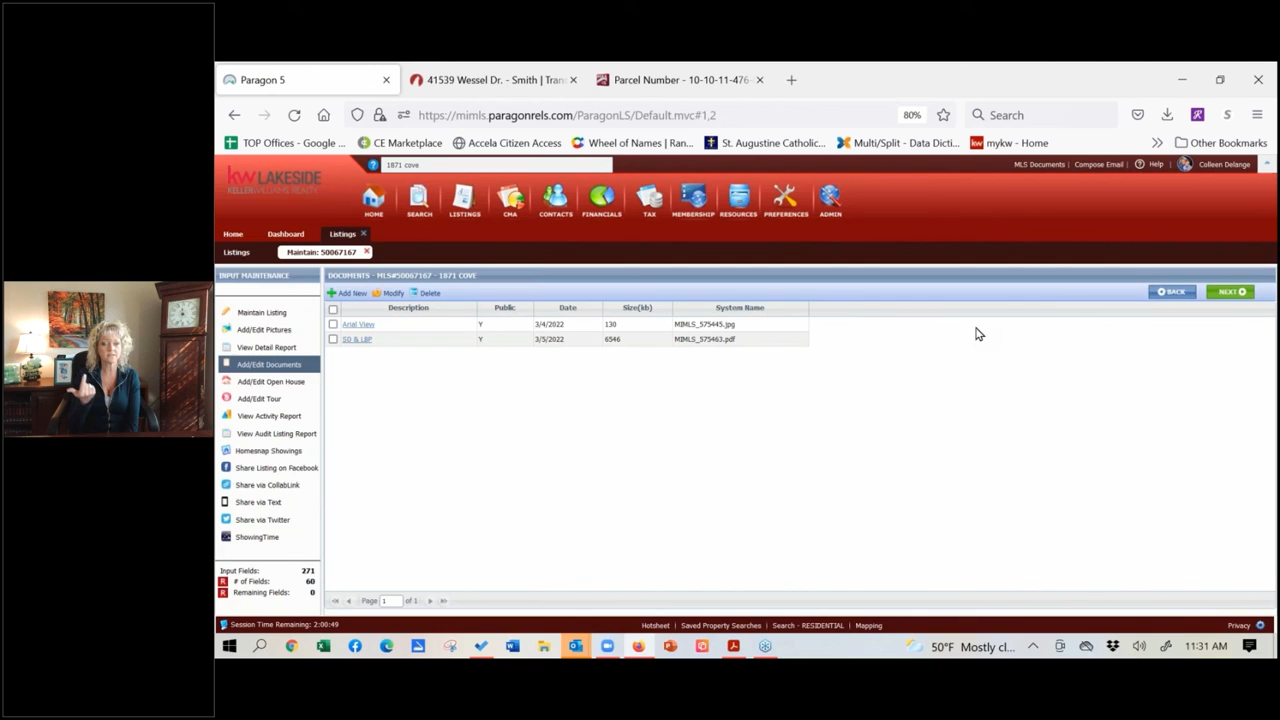 Paragon 5
41539 Wessel Dr. - Smith | Tran
Parcel Number - 10-10-11-476-
https://mimls.paragonrels.com/ParagonLS/Default.mvc#1,2
80%
Search
TOP Offices - Google ...
CE Marketplace
Accela Citizen Access
Wheel of Names | Ran...
St. Augustine Catholic...
Multi/Split - Data Dicti...
mykw - Home
Other Bookmarks
kw LAKESIDE
KELLERWILLIAMS REALTY
1871 cove
MLS Documents
Compose Email
Help
Colleen Delange
HOME
SEARCH
LISTINGS
CMA
CONTACTS
FINANCIALS
TAX
MEMBERSHIP
RESOURCES
PREFERENCES
ADMIN
Home
Dashboard
Listings
Listings
Maintain: 50067167
INPUT MAINTENANCE
Maintain Listing
Add/Edit Pictures
View Detail Report
Add/Edit Documents
Add/Edit Open House
Add/Edit Tour
View Activity Report
View Audit Listing Report
Homesnap Showings
Share Listing on Facebook
Share via CollabLink
Share via Text
Share via Twitter
ShowingTime
Input Fields: 271
R # of Fields: 60
R Remaining Fields: 0
DOCUMENTS - MLS#50067167 - 1871 COVE
Add New Modify Delete
BACK NEXT
Description Public Date Size(kb) System Name
Arial View Y 3/4/2022 130 MIMLS_575445.jpg
SD & LBP Y 3/5/2022 6546 MIMLS_575463.pdf
Page 1 of 1
Session Time Remaining: 2:00:49
Hotsheet
Saved Property Searches
Search - RESIDENTIAL
Mapping
Privacy
50°F Mostly cl...
11:31 AM